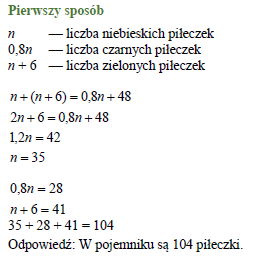 Pierwszy sposób
n — liczba niebieskich piłeczek
0,8n — liczba czarnych piłeczek
n + 6 — liczba zielonych piłeczek
n + (n + 6) = 0,8n + 48
2n + 6 = 0,8n + 48
1,2n = 42
n = 35
0,8n = 28
n + 6 = 41
35 + 28 + 41 = 104
Odpowiedź: W pojemniku są 104 piłeczki.